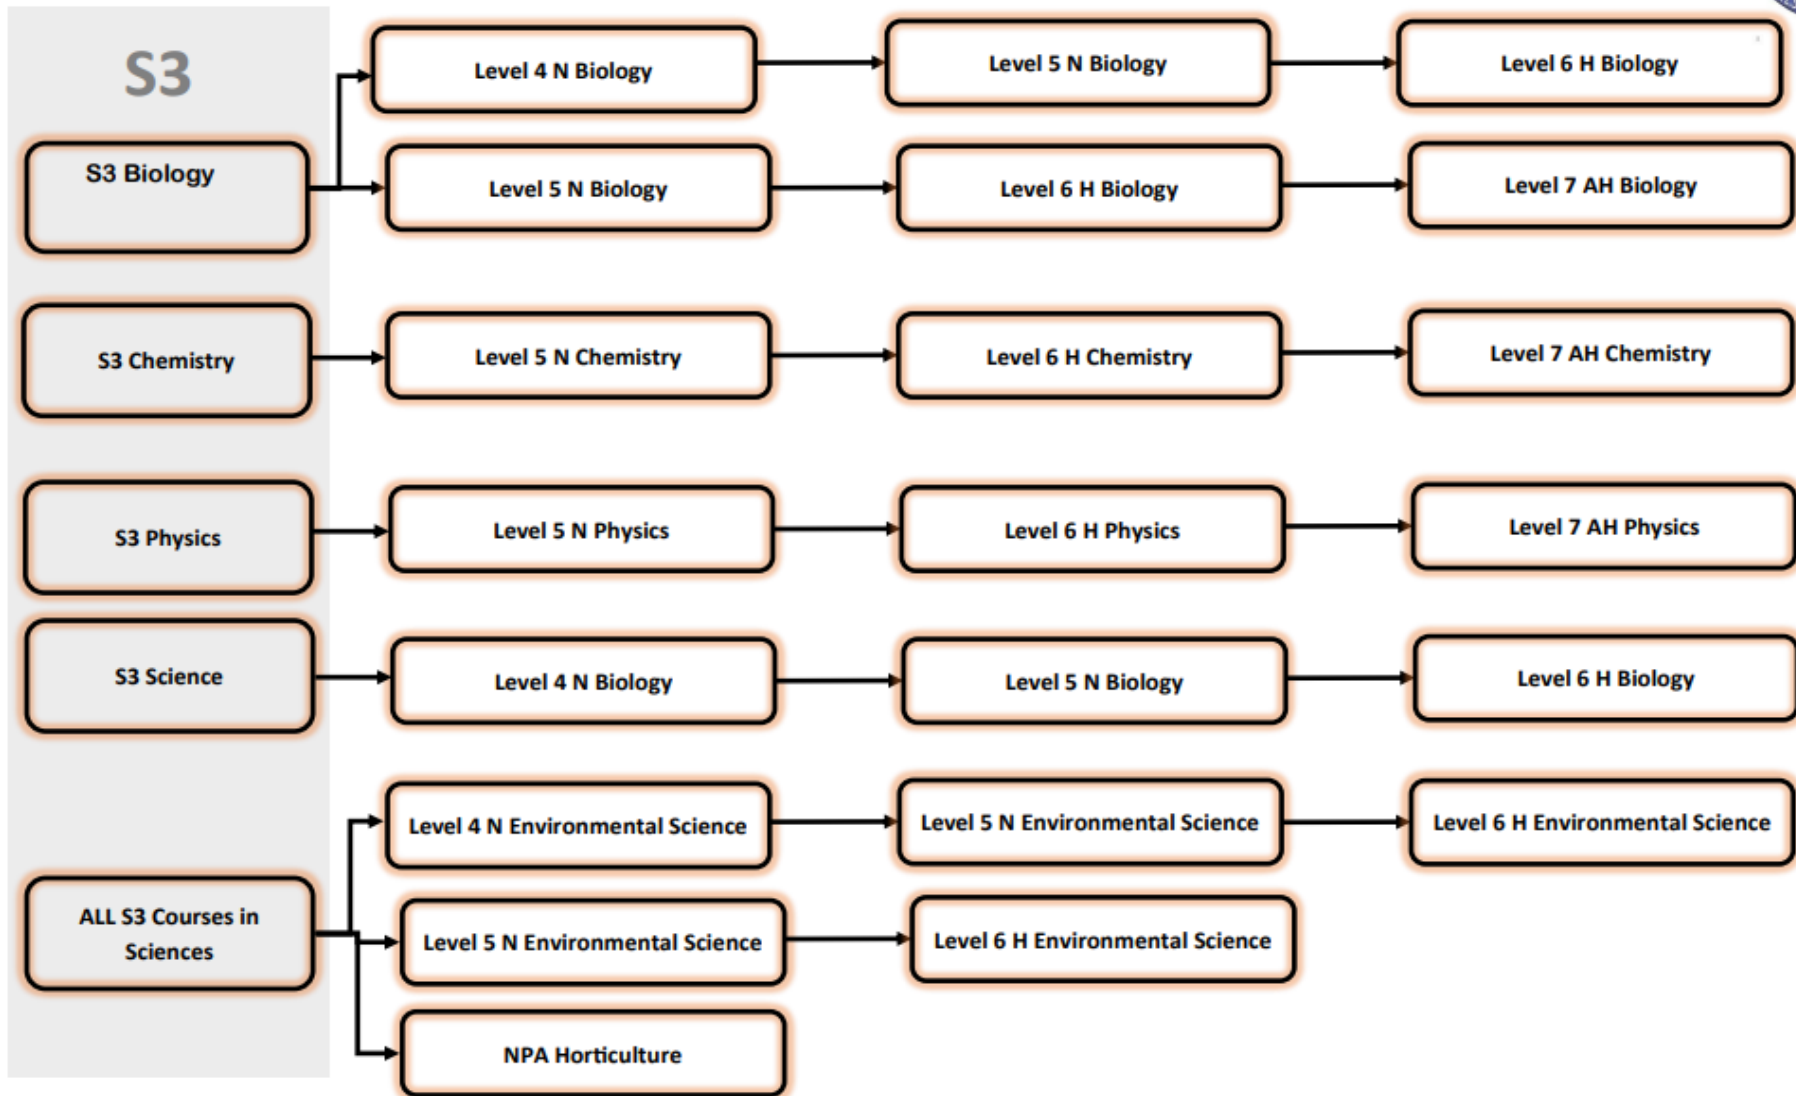 S3
Level 4 N Biology
Level 5 N Biology
Level 6 H Biology
S3 Biology
Level 5 N Biology
Level 6 H Biology
Level 7 AH Biology
S3 Chemistry
Level 5 N Chemistry
Level 6 H Chemistry
Level 7 AH Chemistry
S3 Physics
Level 5 N Physics
Level 6 H Physics
Level 7 AH Physics
S3 Science
Level 4 N Biology
Level 5 N Biology
Level 6 H Biology
Level 4 N Environmental Science
Level 5 N Environmental Science
Level 6 H Environmental Science
ALL S3 Courses in
Sciences
Level 5 N Environmental Science
Level 6 H Environmental Science
NPA Horticulture